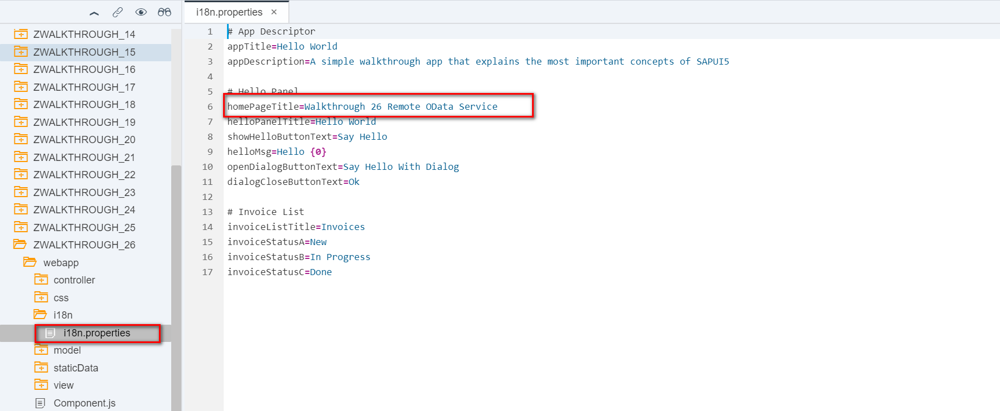 i18n.properties ×
ZWALKTHROUGH_14
ZWALKTHROUGH_15
ZWALKTHROUGH_16
ZWALKTHROUGH_17
ZWALKTHROUGH_18
ZWALKTHROUGH_19
ZWALKTHROUGH_20
ZWALKTHROUGH_21
ZWALKTHROUGH_22
ZWALKTHROUGH_23
ZWALKTHROUGH_24
ZWALKTHROUGH_25
ZWALKTHROUGH_26
webapp
controller
css
i18n
i18n.properties
model
staticData
view
Component.js
1 # App Descriptor
2 appTitle=Hello World
3 appDescription=A simple walkthrough app that explains the most important concepts of SAPUI5
4
5 # Hello Panel
6 homePageTitle=Walkthrough 26 Remote OData Service
7 helloPanelTitle=Hello World
8 showHelloButtonText=Say Hello
9 helloMsg=Hello {0}
10 openDialogButtonText=Say Hello With Dialog
11 dialogCloseButtonText=Ok
12
13 # Invoice List
14 invoiceListTitle=Invoices
15 invoiceStatusA=New
16 invoiceStatusB=In Progress
17 invoiceStatusC=Done